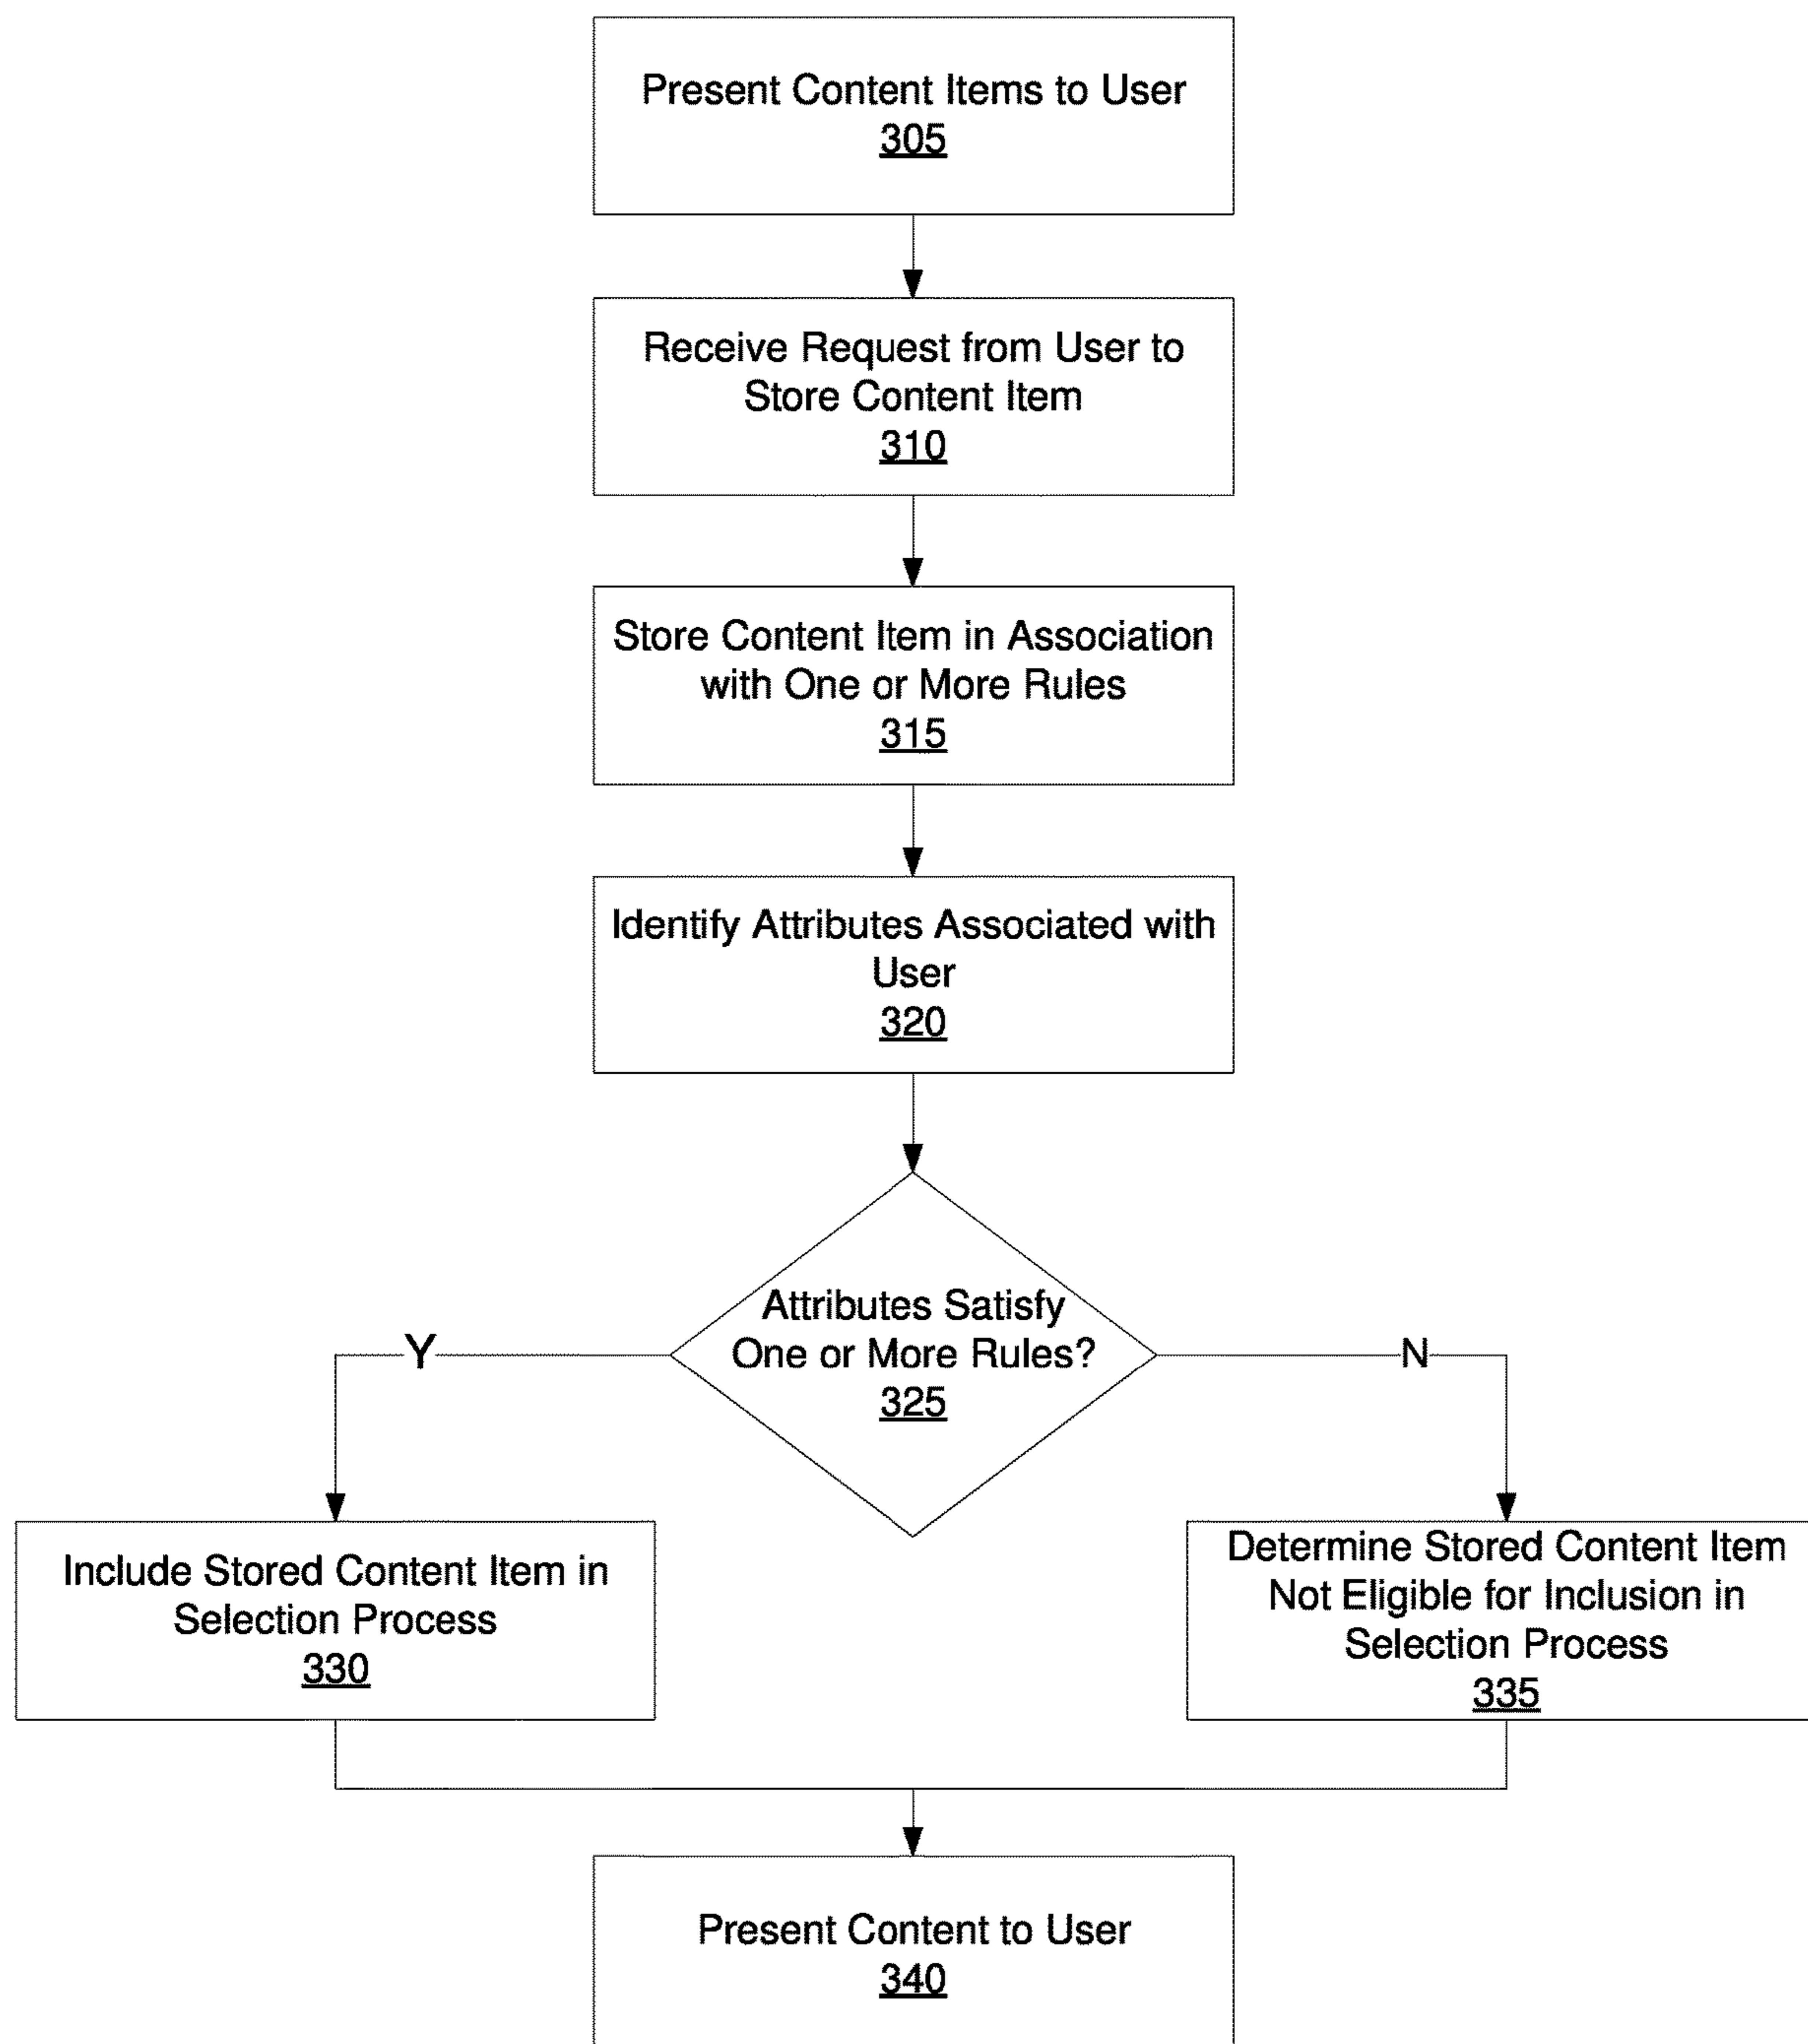 Present Content Items to User
305
Receive Request from User to
Store Content Item
310
Store Content Item in Association
with One or More Rules
315
Identify Attributes Associated with
User
320
Attributes Satisfy
One or More Rules?
325
Y
N
Include Stored Content Item in
Selection Process
330
Determine Stored Content Item
Not Eligible for Inclusion in
Selection Process
335
Present Content to User
340